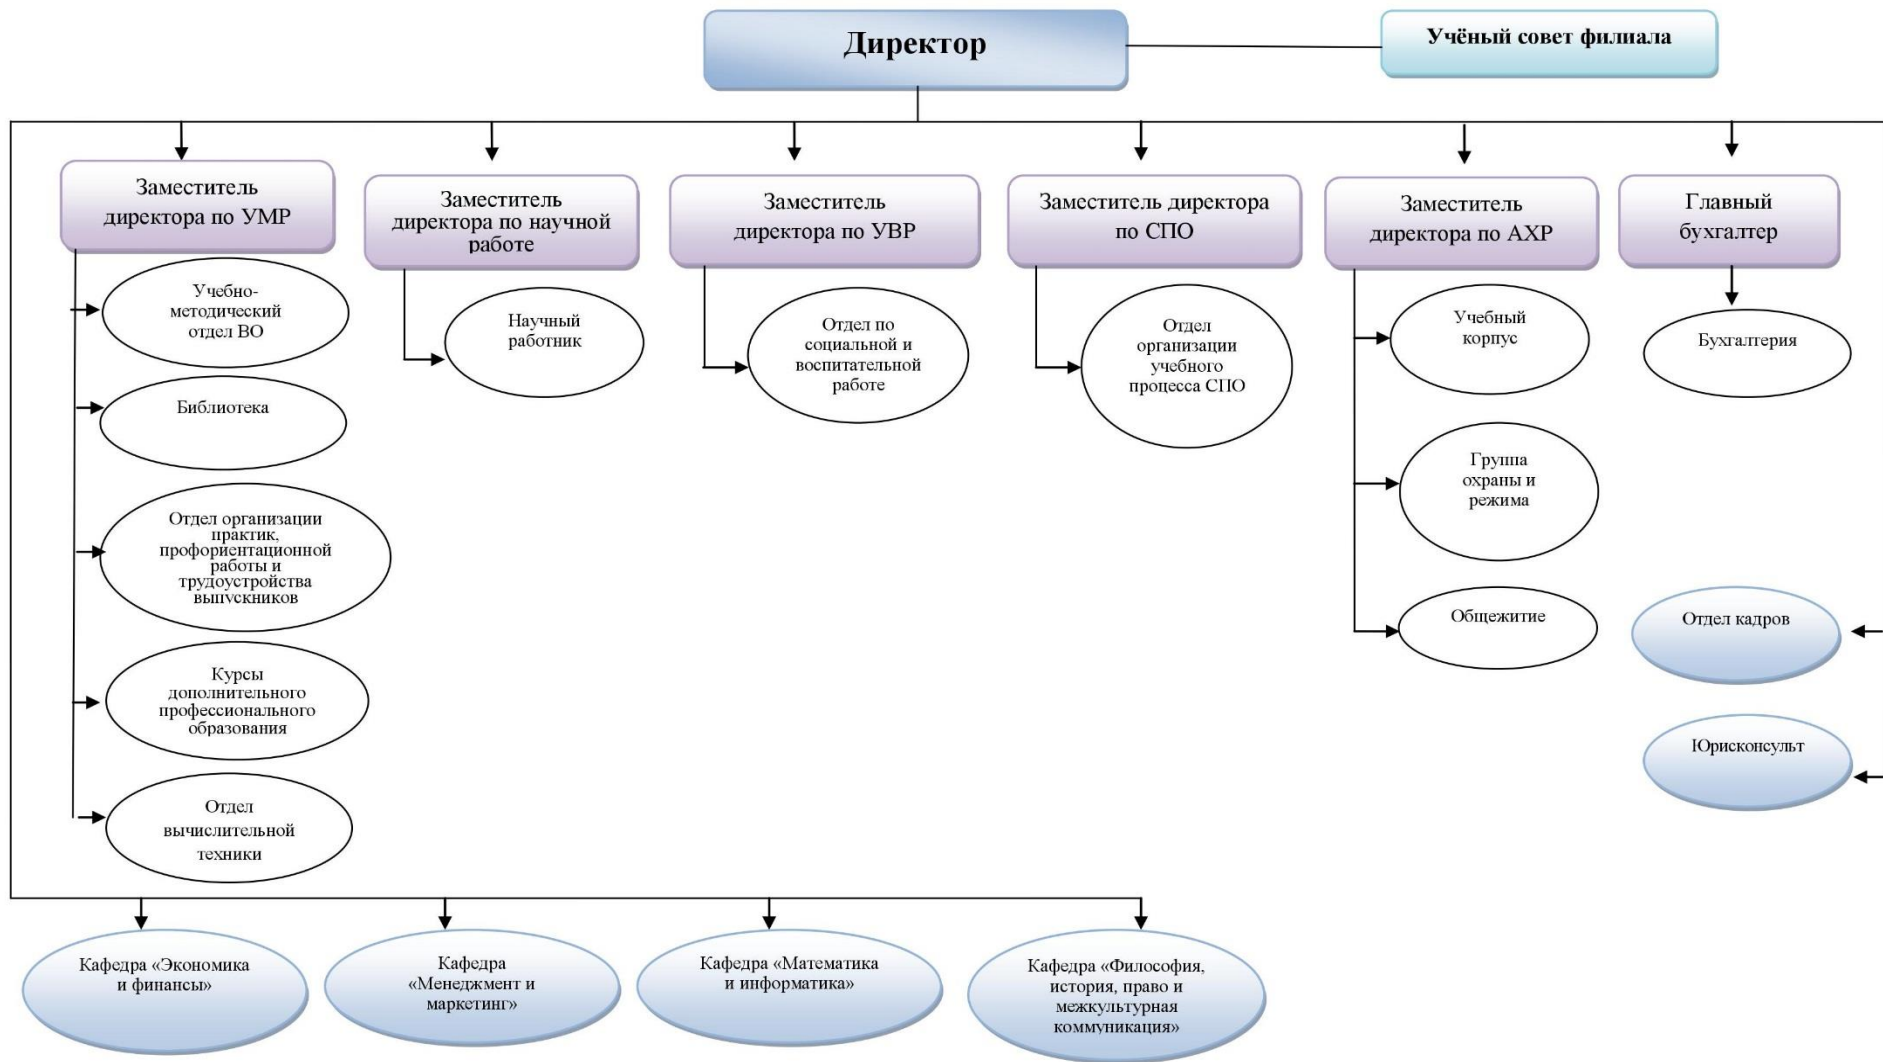 Директор
Учёный совет филиала
Заместитель
директора по УМР
Заместитель
директора по научной
работе
Заместитель
директора по УВР
Заместитель директора
по СПО
Заместитель
директора по АХР
Главный
бухгалтер
Учебно-
методический
отдел ВО
Библиотека
Отдел организации
практик,
профориентационной
работы и
трудоустройства
выпускников
Курсы
дополнительного
профессионального
образования
Отдел
вычислительной
техники
Научный
работник
Отдел по
социальной и
воспитательной
работе
Отдел
организации
учебного
процесса СПО
Учебный
корпус
Группа
охраны и
режима
Общежитие
Бухгалтерия
Отдел кадров
Юрисконсульт
Кафедра «Экономика
и финансы»
Кафедра
«Менеджмент и
маркетинг»
Кафедра «Математика
и информатика»
Кафедра «Философия,
история, право и
межкультурная
коммуникация»